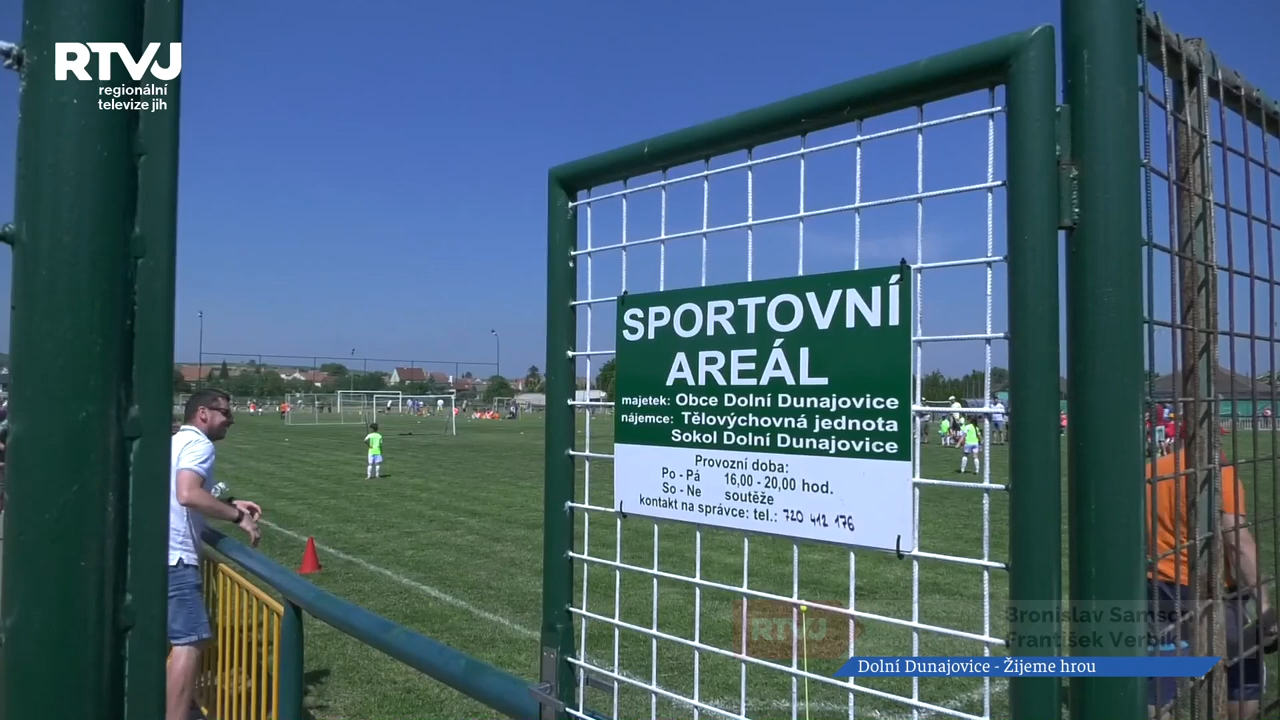 RTVJ
regionální
televize jih
SPORTOVNÍ
AREÁL
majetek: Obce Dolní Dunajovice
nájemce: Tělovýchovná jednota
Sokol Dolní Dunajovice
Provozní doba:
Po - Pá 16,00 - 20,00 hod.
So - Ne soutěže
kontakt na správce: tel.: 720 412 176
RTVJ
Bronislav
František
Dolní Dunajovice - Žijeme hrou